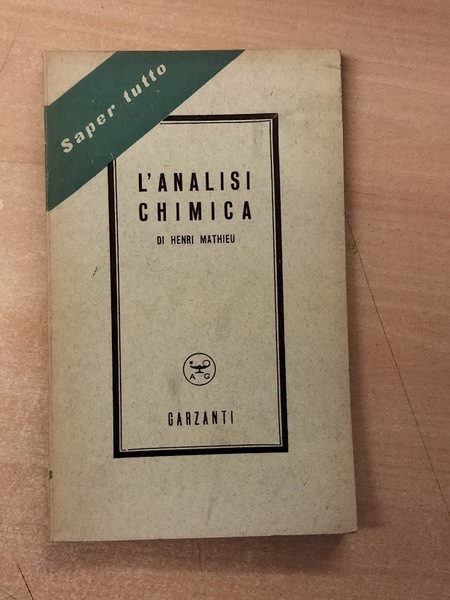 Saper tutto
L'ANALISI
CHIMICA
DI HENRI MATHIEU
A G
GARZANTI